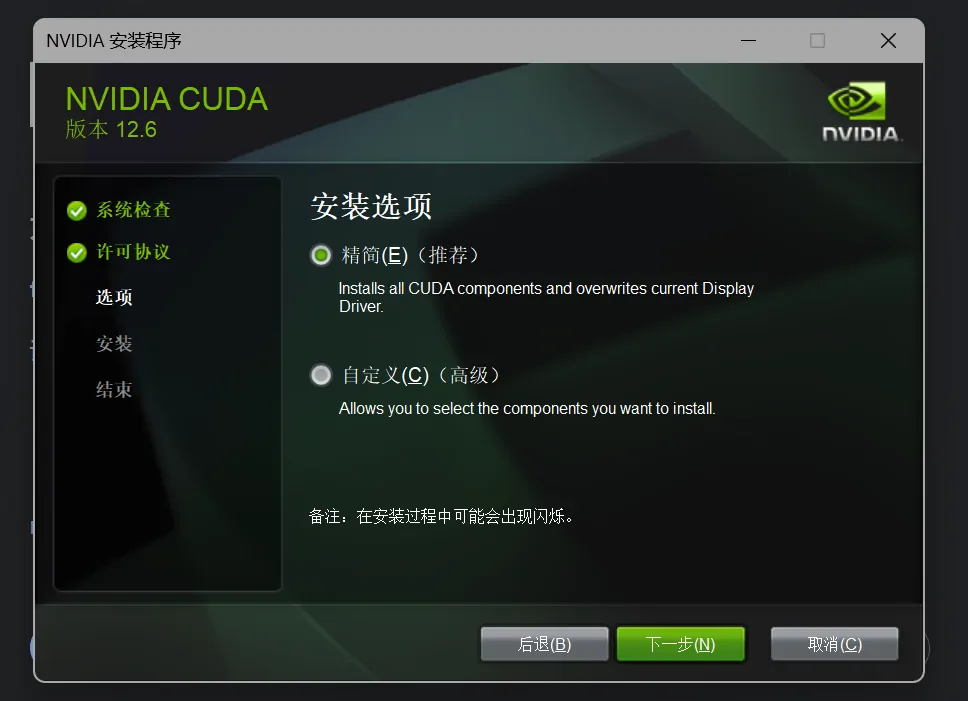 NVIDIA 安装程序
NVIDIA CUDA
版本 12.6
NVIDIA.
系统检查
许可协议
选项
安装
结束
安装选项
精简(E)（推荐）
Installs all CUDA components and overwrites current Display
Driver.
自定义(C)（高级）
Allows you to select the components you want to install.
备注：在安装过程中可能会出现闪烁。
后退(B)
下一步(N)
取消(C)